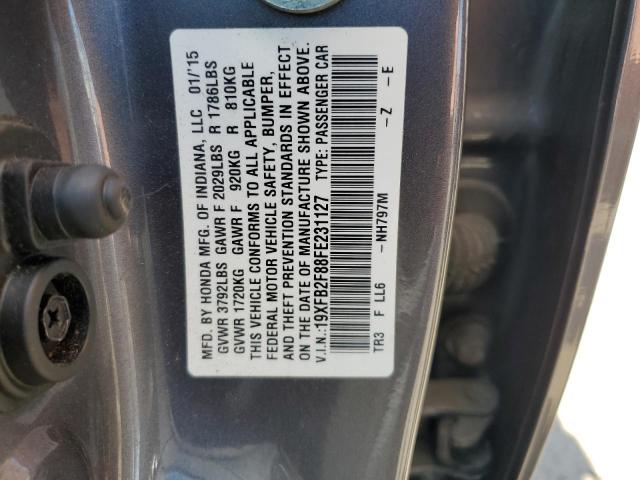 MFD. BY HONDA MFG. OF INDIANA, LLC 01/'15
GVWR 3792LBS GAWR F 2029LBS R 1786LBS
GVWR 1720KG GAWR F 920KG R 810KG
THIS VEHICLE CONFORMS TO ALL APPLICABLE
FEDERAL MOTOR VEHICLE SAFETY, BUMPER,
AND THEFT PREVENTION STANDARDS IN EFFECT
ON THE DATE OF MANUFACTURE SHOWN ABOVE.
V.I.N.:19XFB2F88FE231127 TYPE: PASSENGER CAR
TR3 F LL6 –NH797M –Z –E